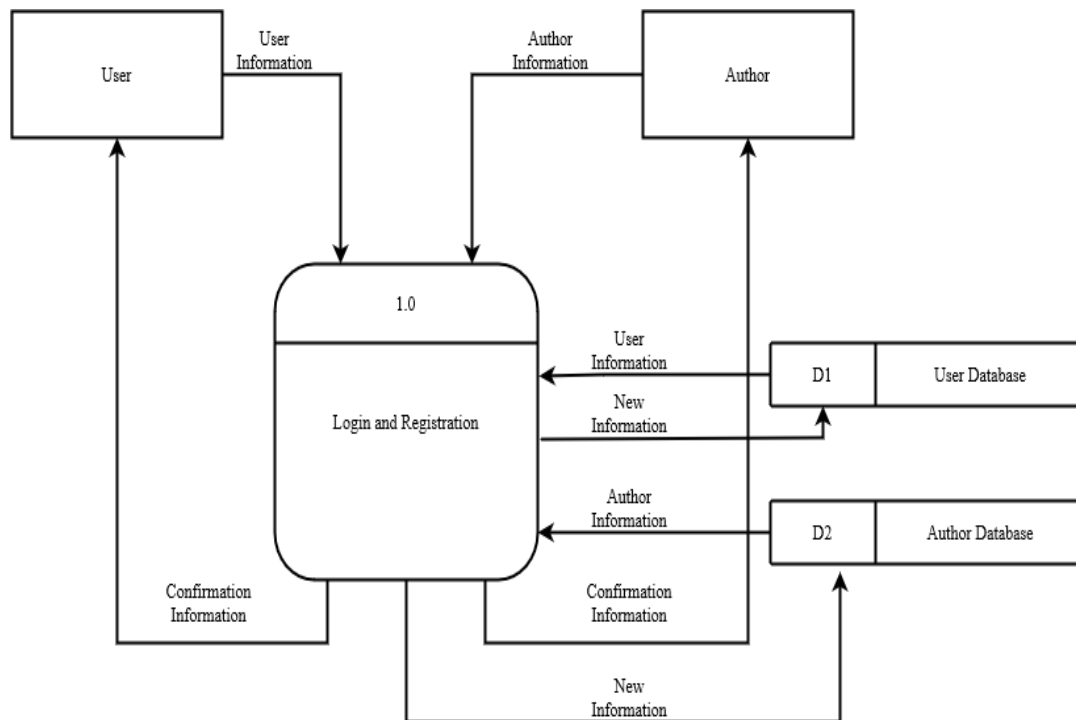 User
Information
Author
Information
User
Author
1.0
User
Information
D1
User Database
New
Information
Login and Registration
Author
Information
D2
Author Database
Confirmation
Information
Confirmation
Information
New
Information